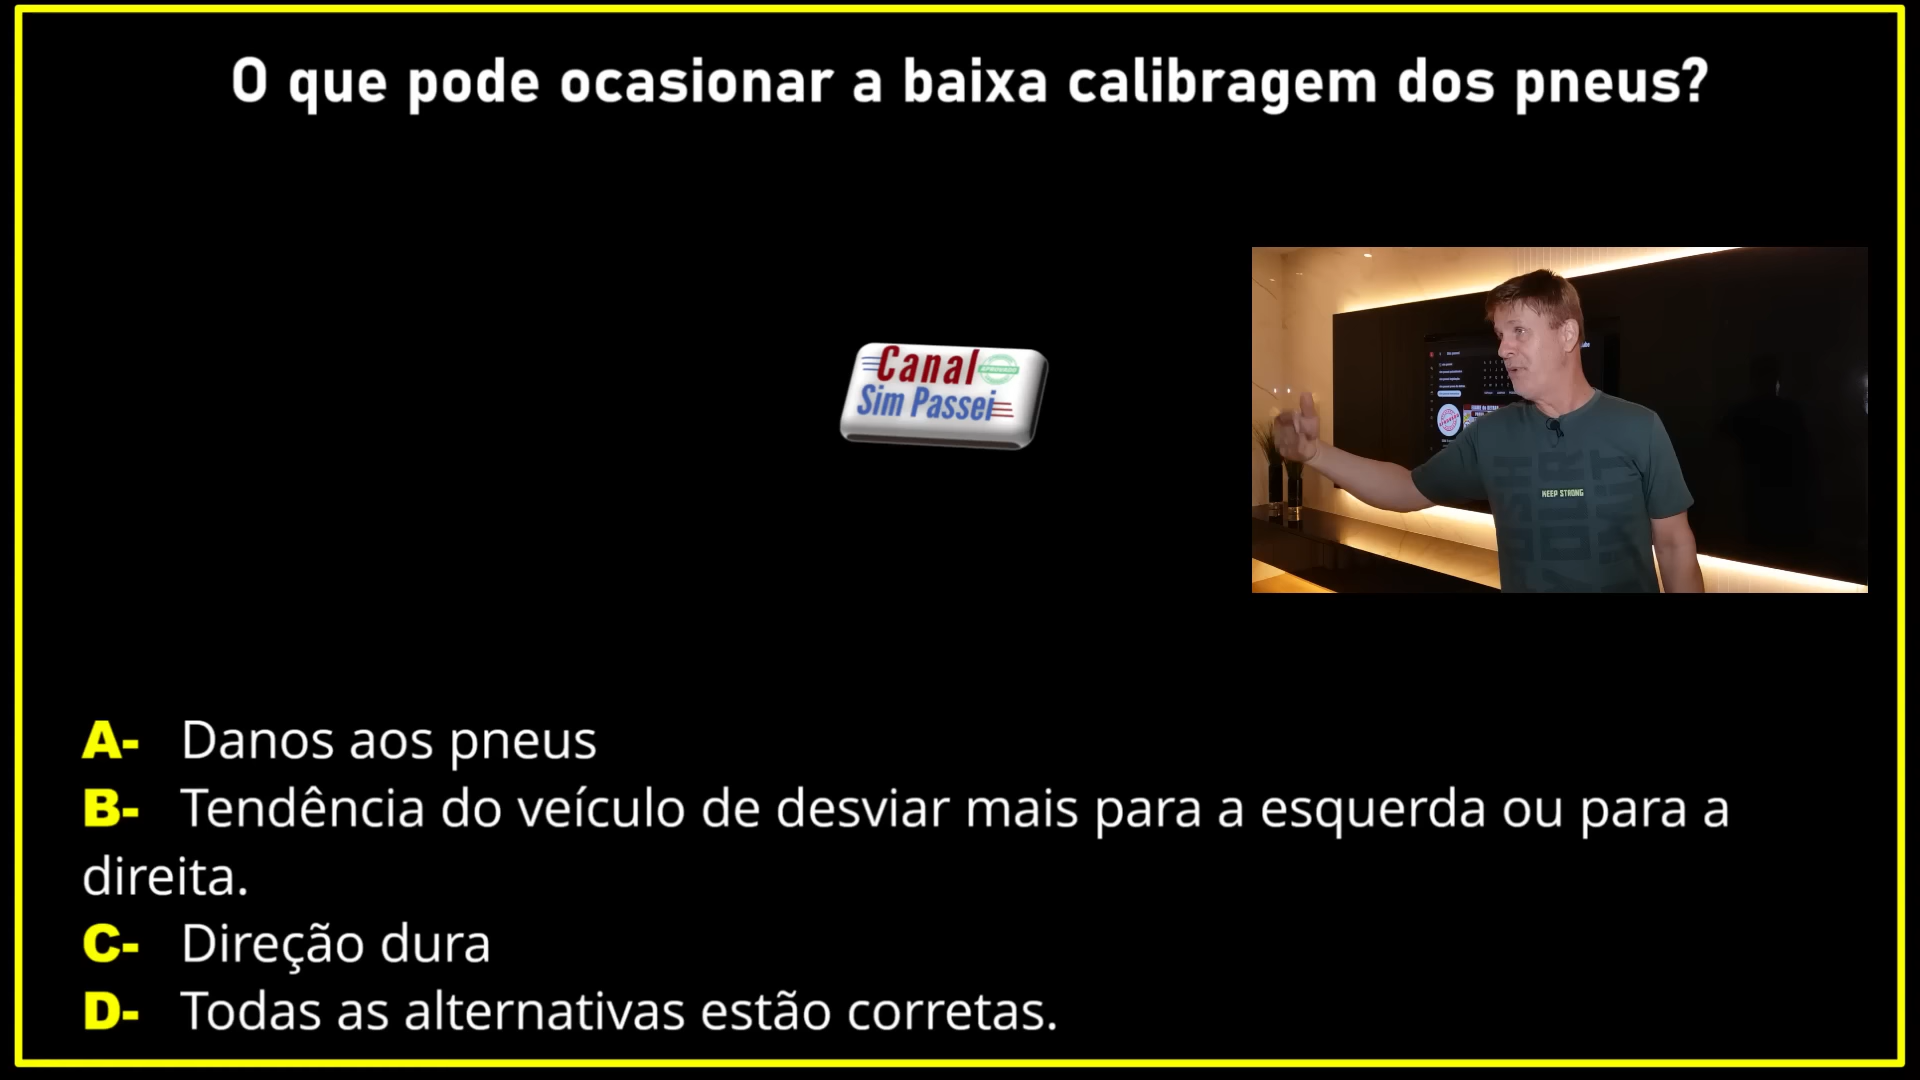 O que pode ocasionar a baixa calibragem dos pneus?
Canal
Sim Passei
KEEP STRONG
A- Danos aos pneus
B- Tendência do veículo de desviar mais para a esquerda ou para a
direita.
C- Direção dura
D- Todas as alternativas estão corretas.